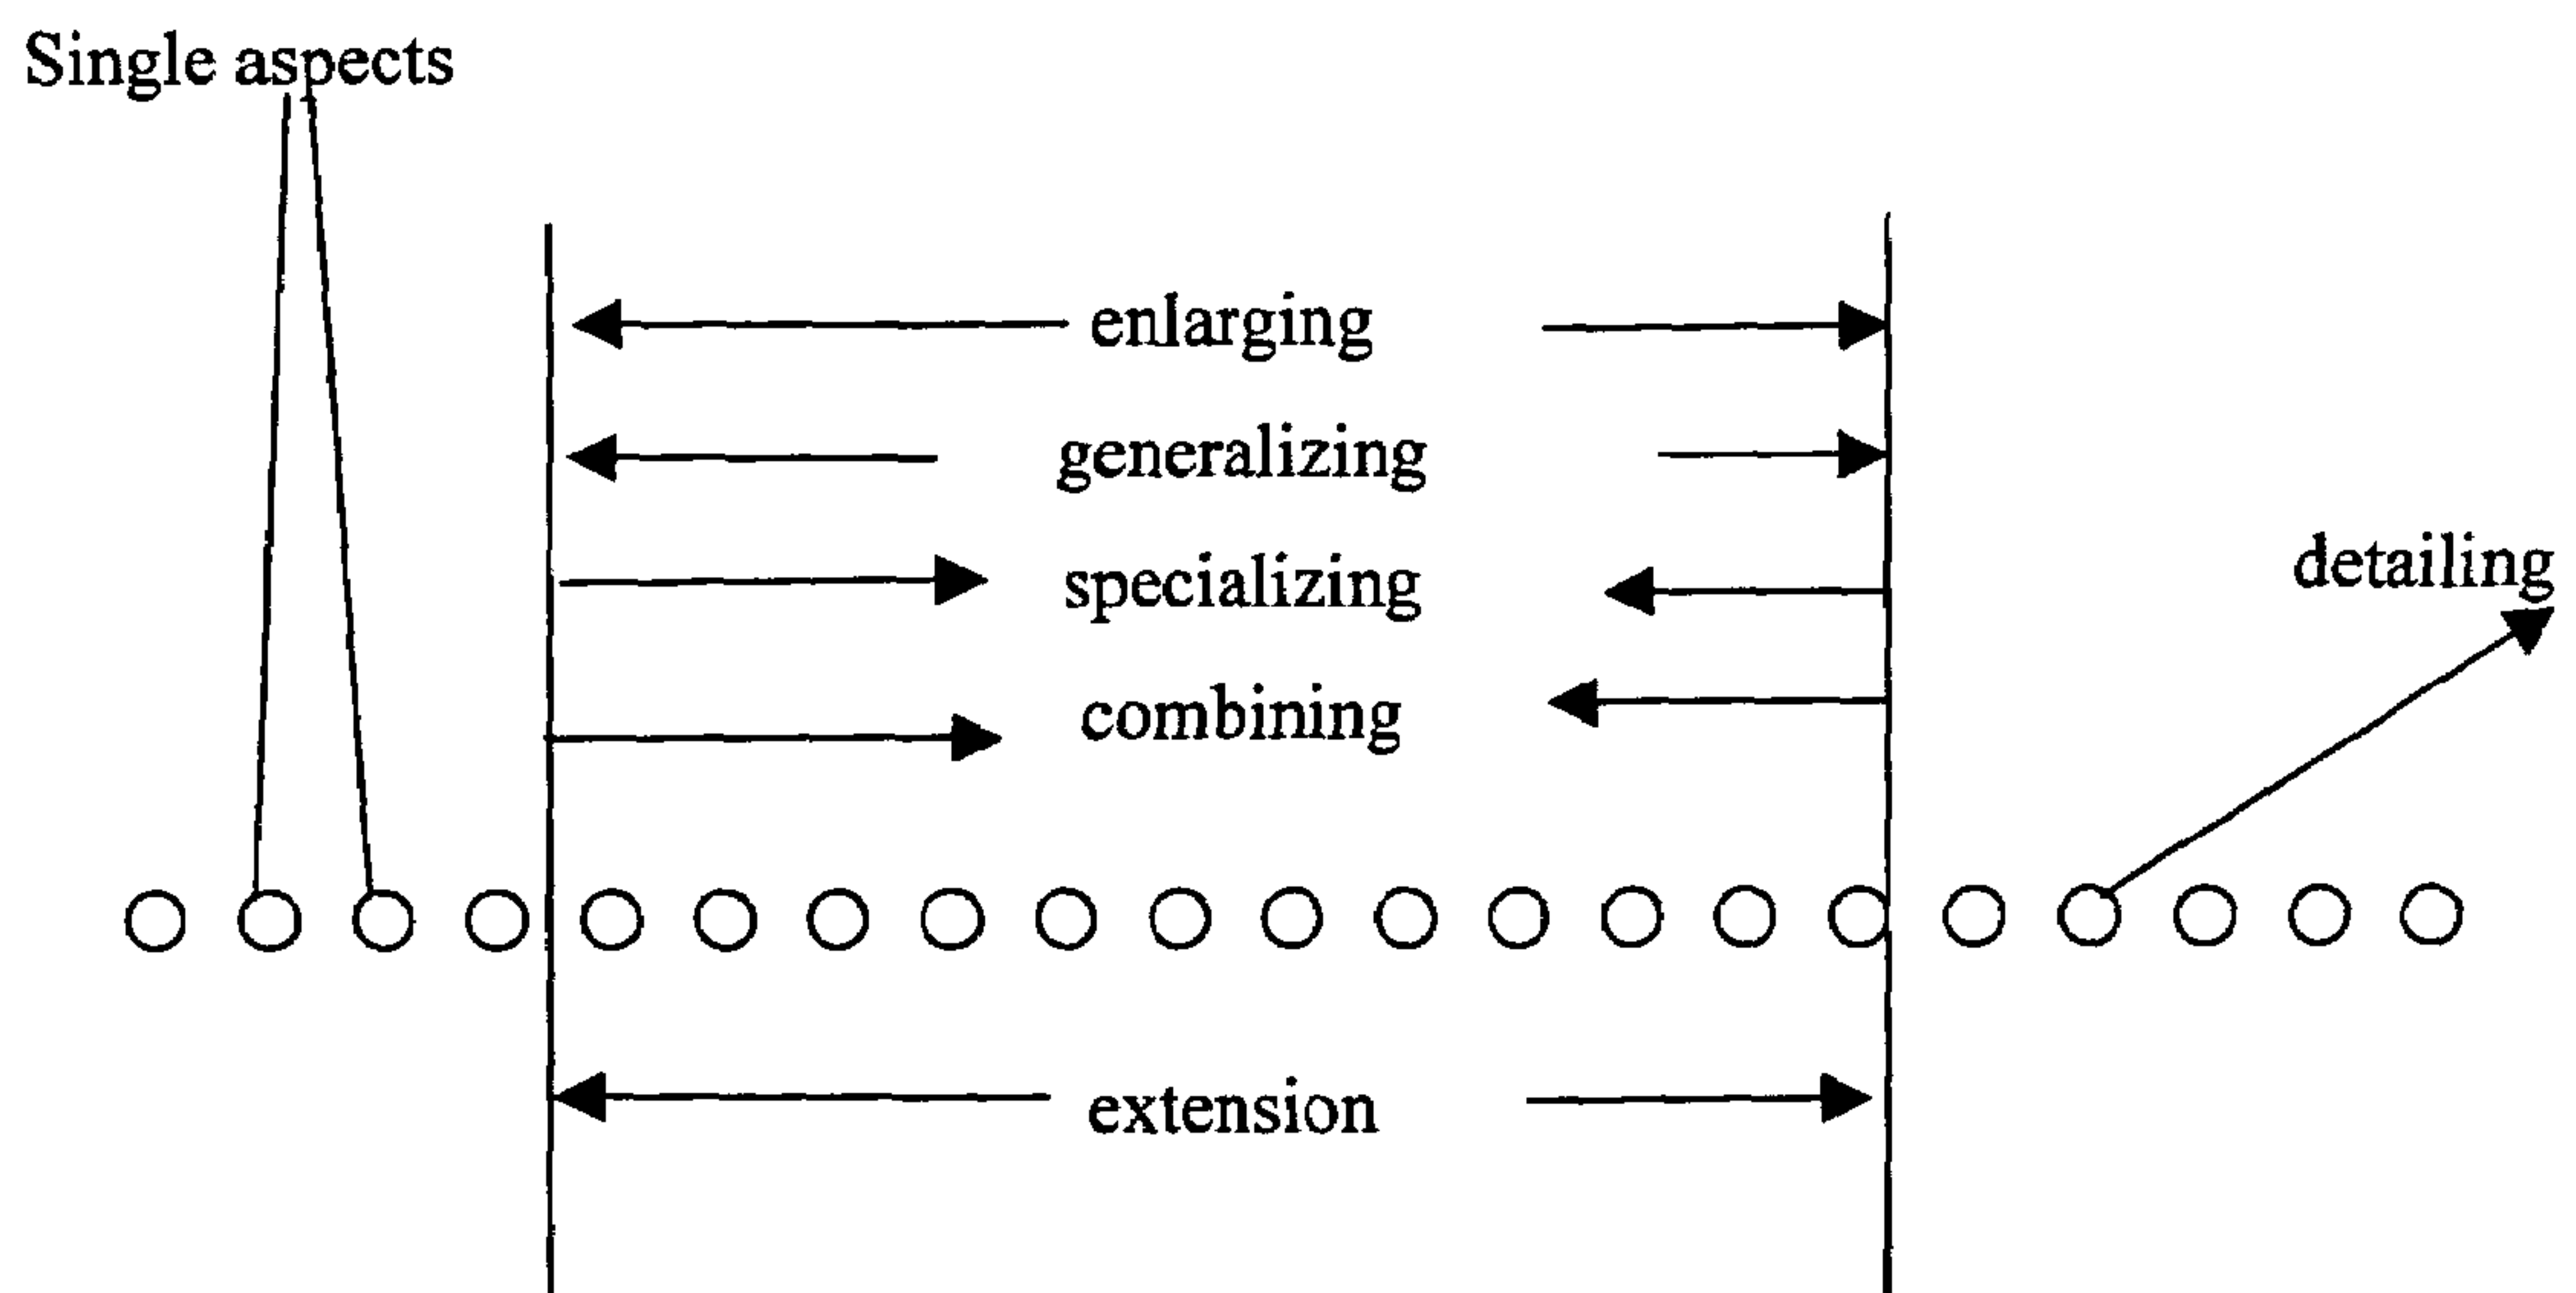 Single aspects
enlarging
generalizing
specializing
detailing
combining
extension